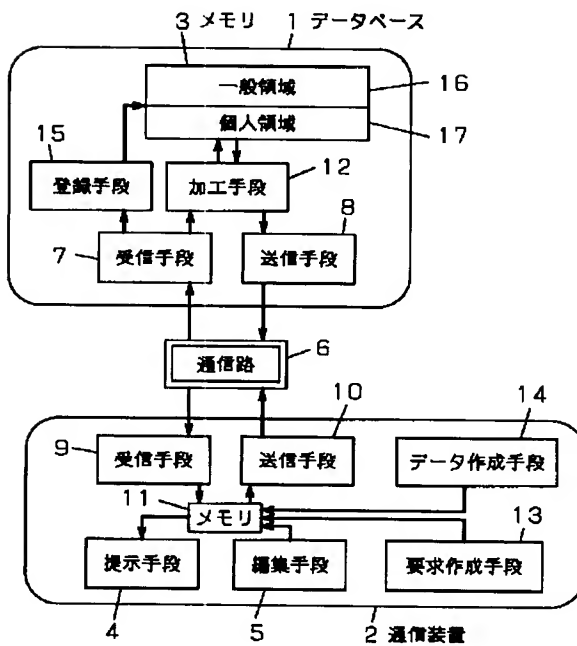 3 メモリ 1 データベース
一般領域 16
個人領域 17
15 12
登録手段 加工手段 8
7 受信手段 送信手段
通信路 6
10 14
9 受信手段 送信手段 データ作成手段
11 メモリ 13
提示手段 編集手段 要求作成手段
4 5 2 通信装置